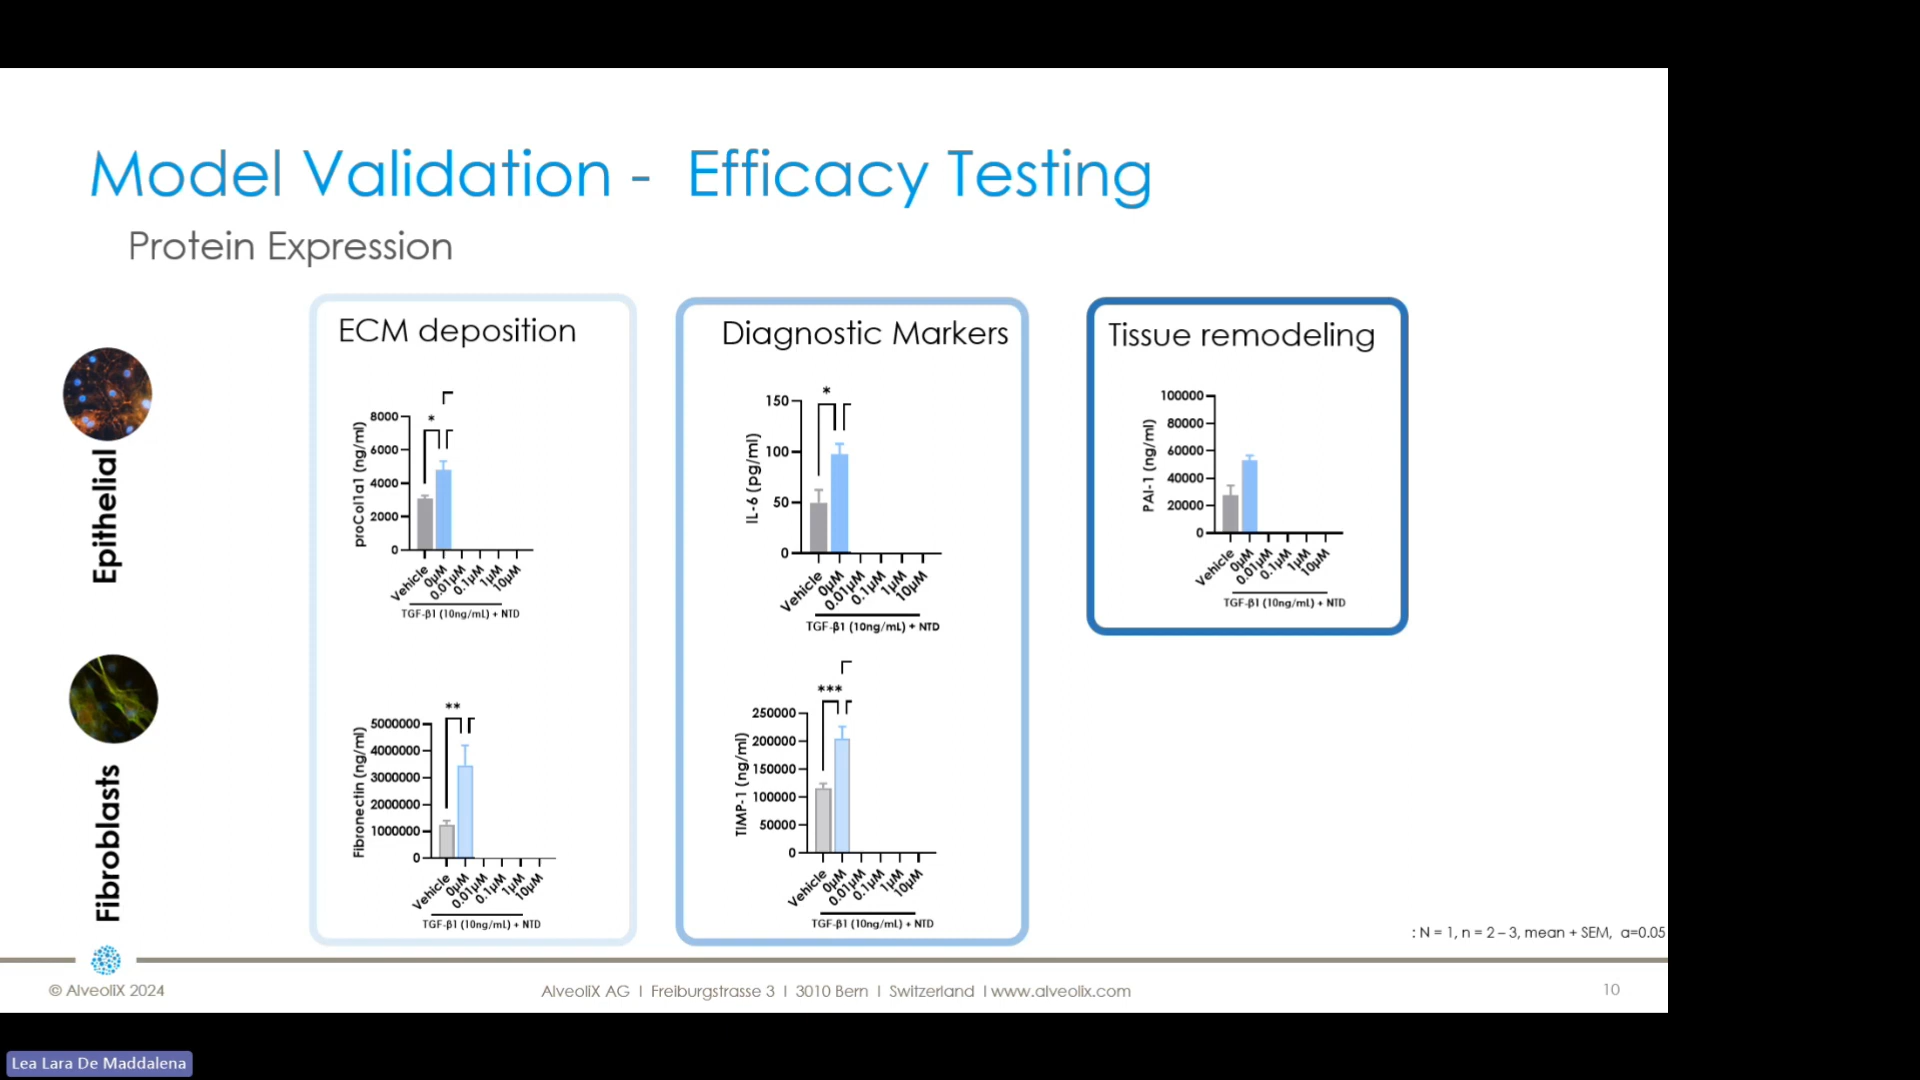 Model Validation - Efficacy Testing
Protein Expression
ECM deposition
Diagnostic Markers
Tissue remodeling
Epithelial
Fibroblasts
proCol1a1 (ng/ml)
8000
6000
4000
2000
0
*
Vehicle
0µM
0.01µM
0.1µM
1µM
10µM
TGF-β1 (10ng/mL) + NTD
IL-6 (pg/ml)
150
100
50
0
*
Vehicle
0µM
0.01µM
0.1µM
1µM
10µM
TGF-β1 (10ng/mL) + NTD
PAI-1 (ng/ml)
100000
80000
60000
40000
20000
0
Vehicle
0µM
0.01µM
0.1µM
1µM
10µM
TGF-β1 (10ng/mL) + NTD
Fibronectin (ng/ml)
5000000
4000000
3000000
2000000
1000000
0
**
Vehicle
0µM
0.01µM
0.1µM
1µM
10µM
TGF-β1 (10ng/mL) + NTD
TIMP-1 (ng/ml)
250000
200000
150000
100000
50000
0
***
Vehicle
0µM
0.01µM
0.1µM
1µM
10µM
TGF-β1 (10ng/mL) + NTD
: N = 1, n = 2 – 3, mean + SEM, a=0.05
© AlveoliX 2024
AlveoliX AG I Freiburgstrasse 3 I 3010 Bern I Switzerland I www.alveolix.com
10
Lea Lara De Maddalena